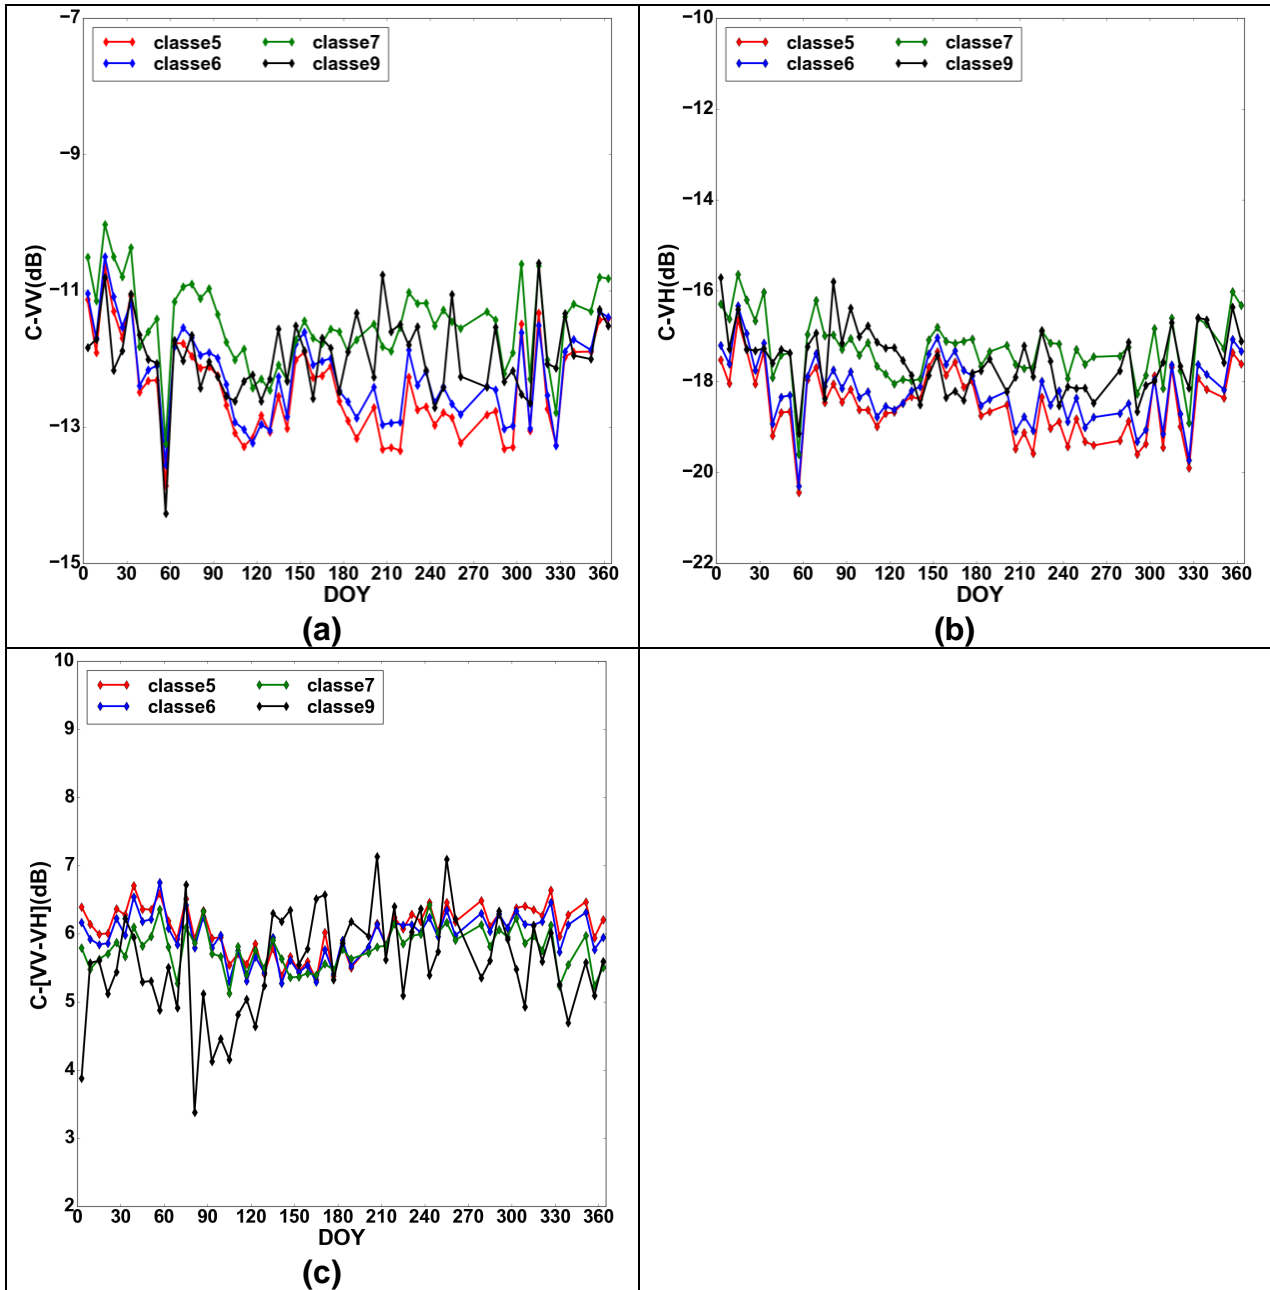 −7
classe5 classe7
classe6 classe9
−9
C-VV(dB)
−11
−13
−15
0 30 60 90 120 150 180 210 240 270 300 330 360
DOY
(a)
−10
classe5 classe7
classe6 classe9
−12
−14
C-VH(dB)
−16
−18
−20
−22
0 30 60 90 120 150 180 210 240 270 300 330 360
DOY
(b)
10
classe5 classe7
classe6 classe9
9
8
7
C-[VV-VH](dB)
6
5
4
3
2
0 30 60 90 120 150 180 210 240 270 300 330 360
DOY
(c)